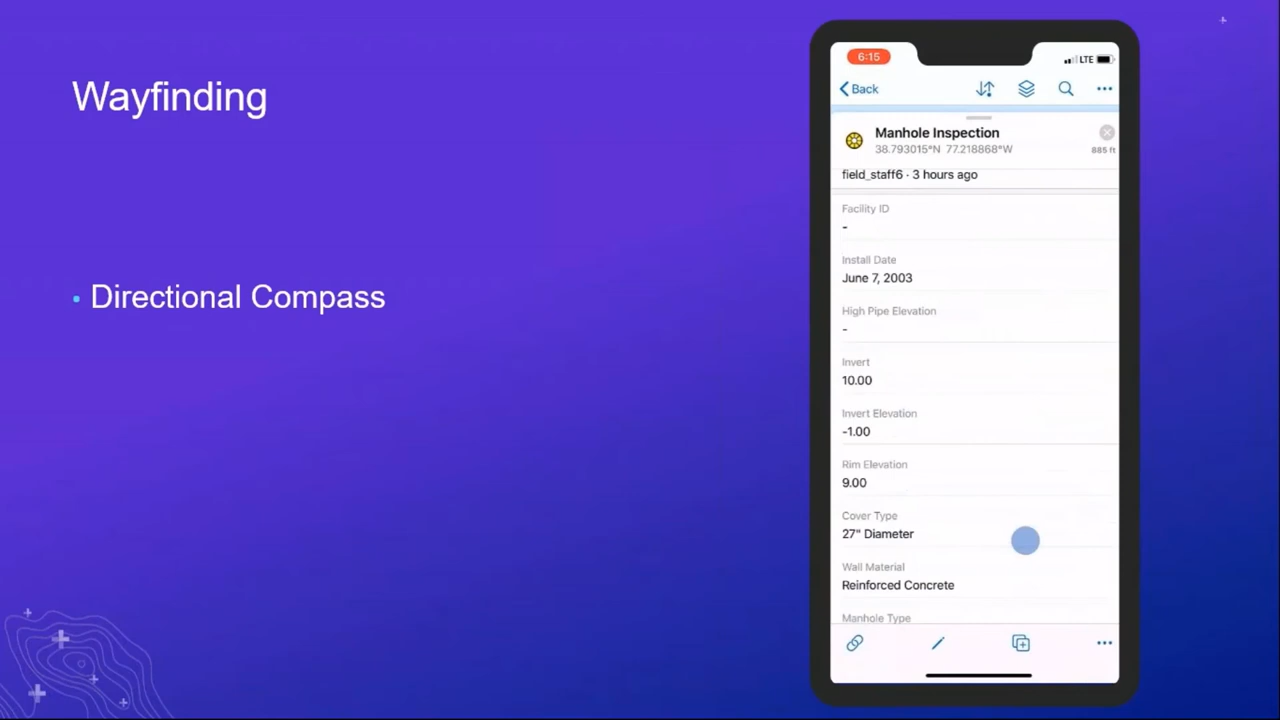 Wayfinding
• Directional Compass
6:15
LTE
Back
Manhole Inspection
38.793015°N 77.218868°W
885 ft
field_staff6 · 3 hours ago
Facility ID
-
Install Date
June 7, 2003
High Pipe Elevation
-
Invert
10.00
Invert Elevation
-1.00
Rim Elevation
9.00
Cover Type
27" Diameter
Wall Material
Reinforced Concrete
Manhole Type